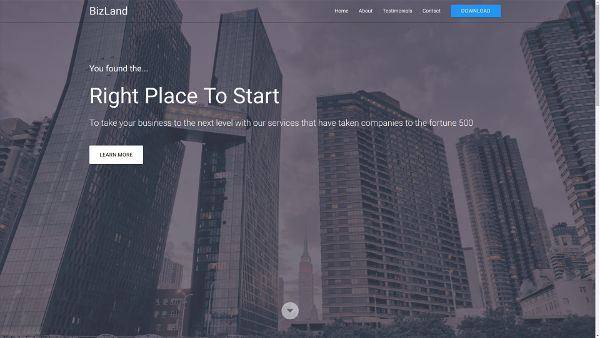 BizLand
Home About Testimonials Contact DOWNLOAD
You found the...
Right Place To Start
To take your business to the next level with our services that have taken companies to the fortune 500
LEARN MORE